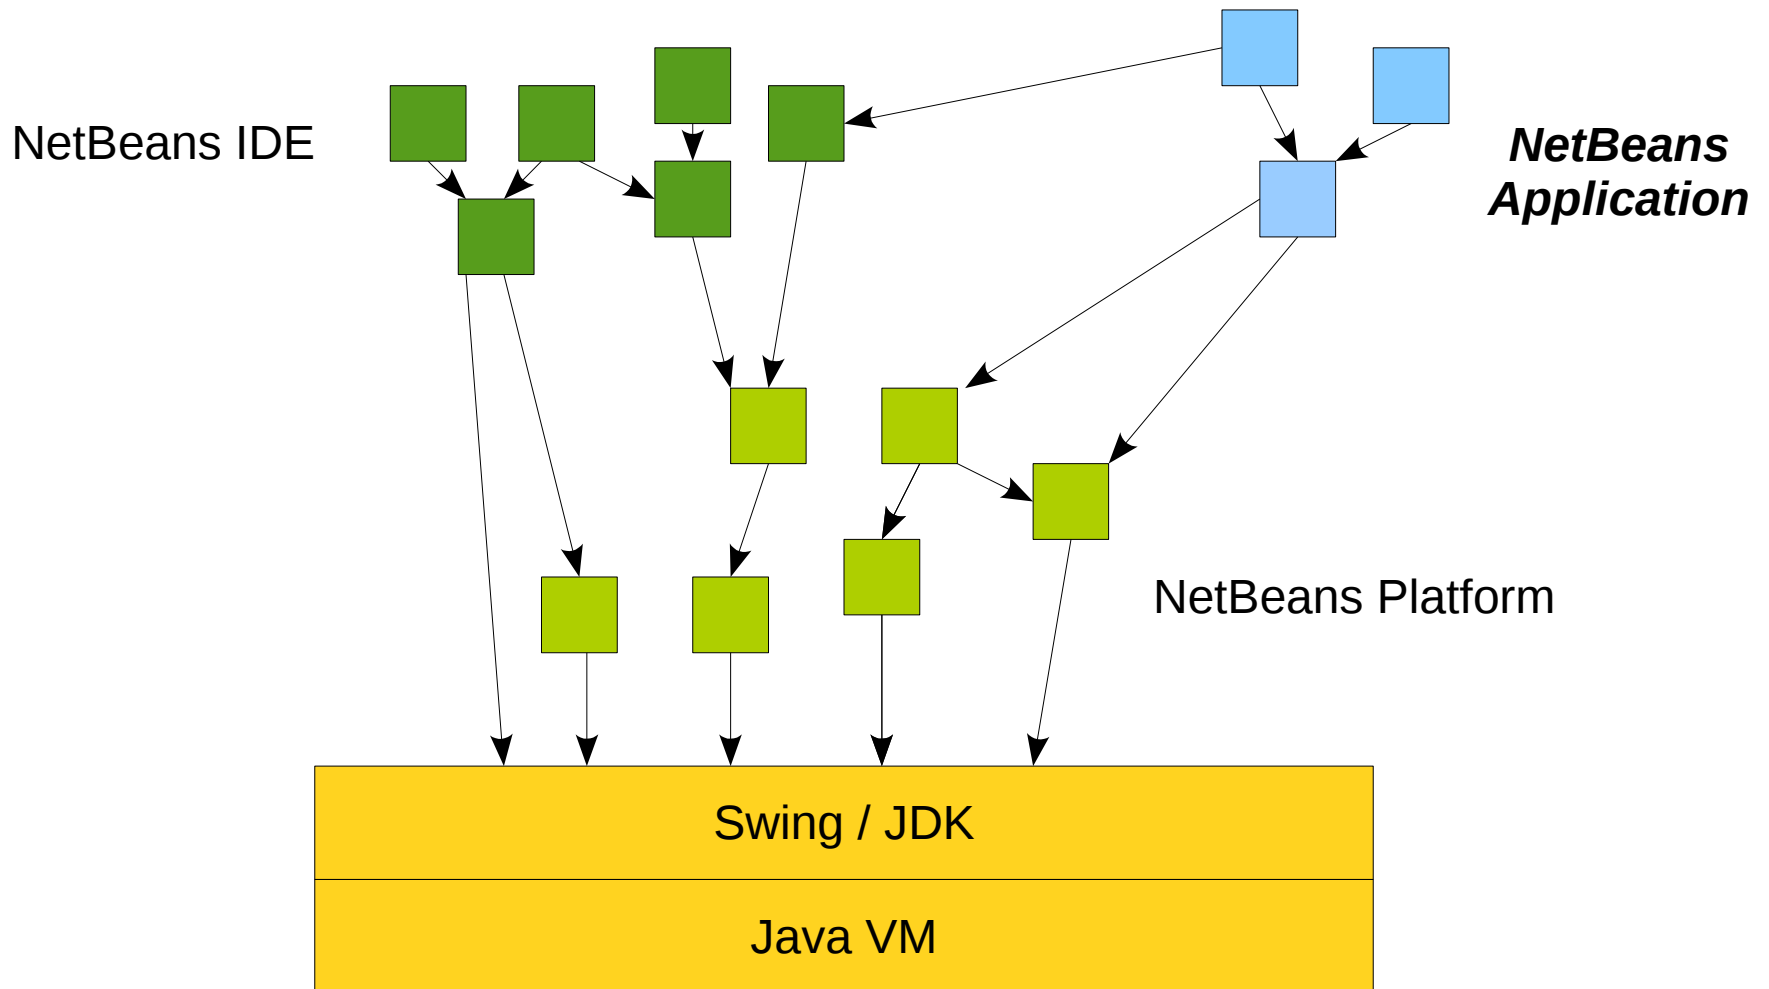 NetBeans IDE
NetBeans
Application
NetBeans Platform
Swing / JDK
Java VM